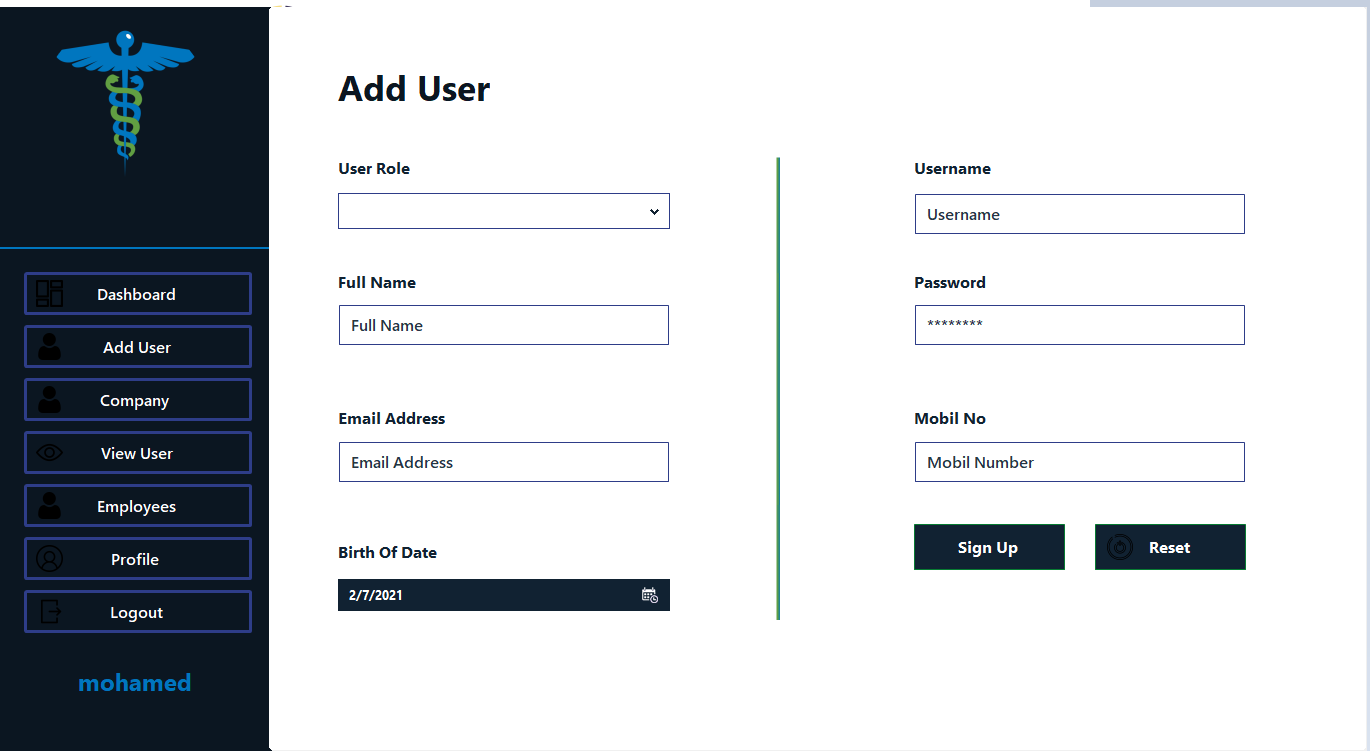 Dashboard
Add User
Company
View User
Employees
Profile
Logout
mohamed
Add User
User Role
Full Name
Full Name
Email Address
Email Address
Birth Of Date
2/7/2021
Username
Username
Password
********
Mobil No
Mobil Number
Sign Up
Reset